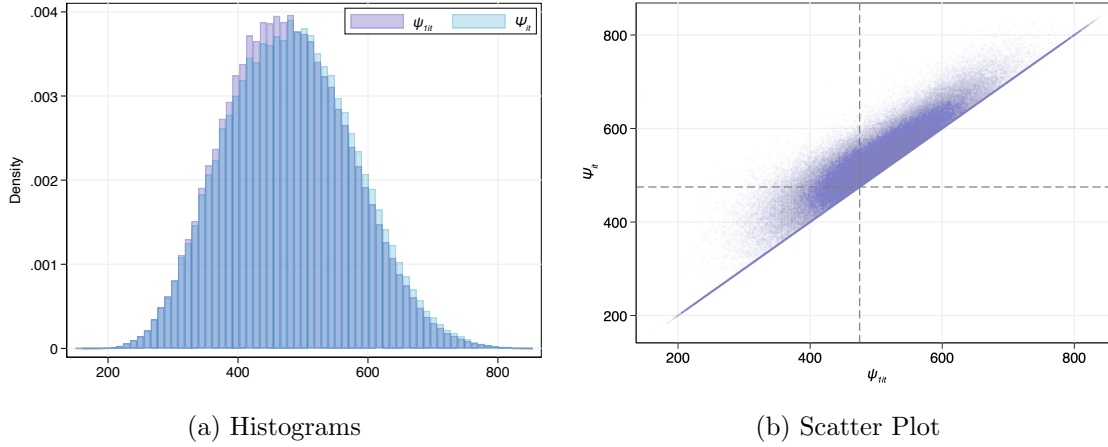 ψ₁ᵢₜ Ψᵢₜ
.004
.003
.002
.001
0
Density
200 400 600 800
800
600
400
200
Ψᵢₜ
200 400 600 800
ψ₁ᵢₜ
(a) Histograms (b) Scatter Plot